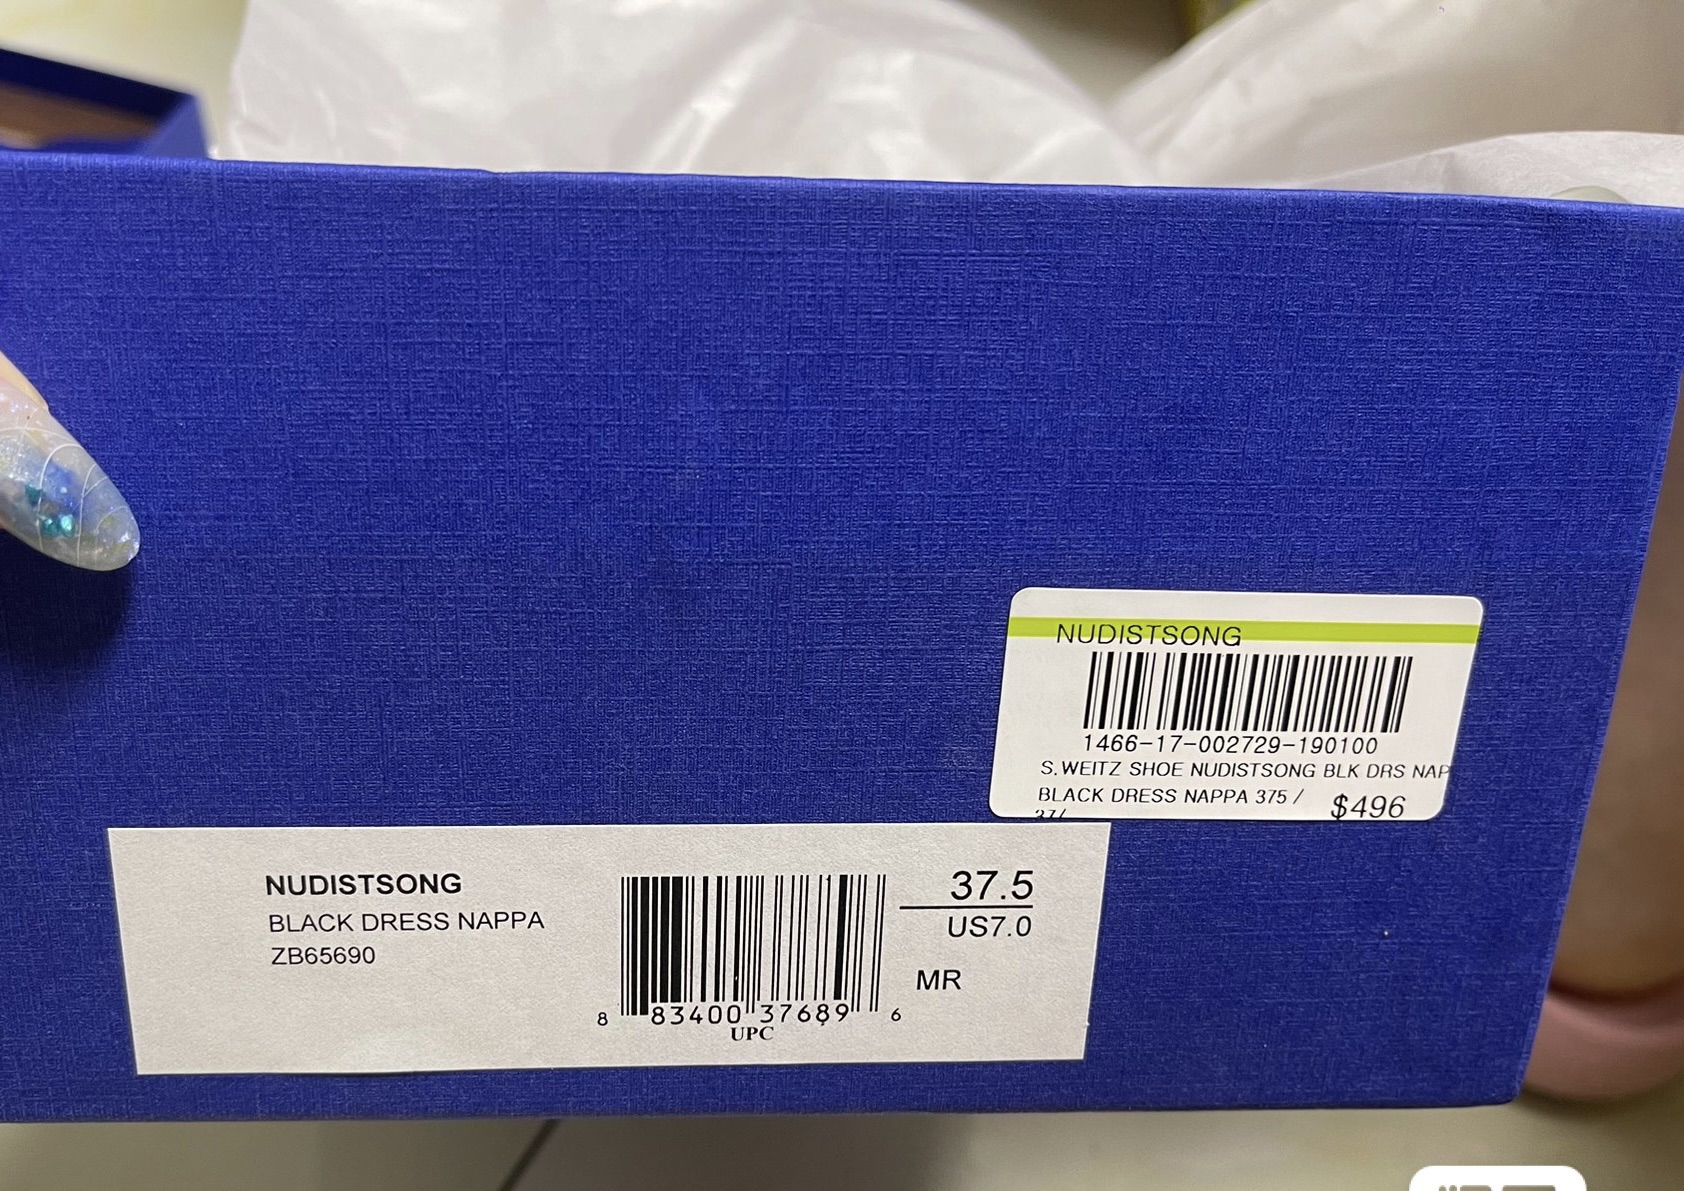 NUDISTSONG
1466-17-002729-190100
S.WEITZ SHOE NUDISTSONG BLK DRS NAP
BLACK DRESS NAPPA 375 /
$496
37/
NUDISTSONG
BLACK DRESS NAPPA
ZB65690
8 83400 37689 6
UPC
37.5
US7.0
MR